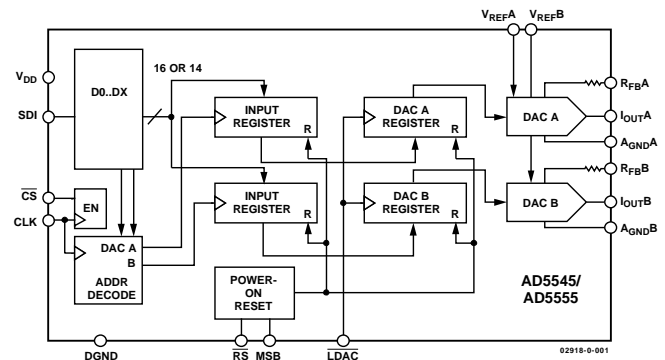 VREFA VREFB
VDD
16 OR 14
D0..DX
SDI
RFBA
INPUT
REGISTER
R
DAC A
REGISTER
R
DAC A
IOUTA
AGNDA
RFBB
CS
EN
CLK
INPUT
REGISTER
R
DAC B
REGISTER
R
DAC B
IOUTB
AGNDB
DAC A
B
ADDR
DECODE
POWER-
ON
RESET
AD5545/
AD5555
DGND
RS MSB
LDAC
02918-0-001